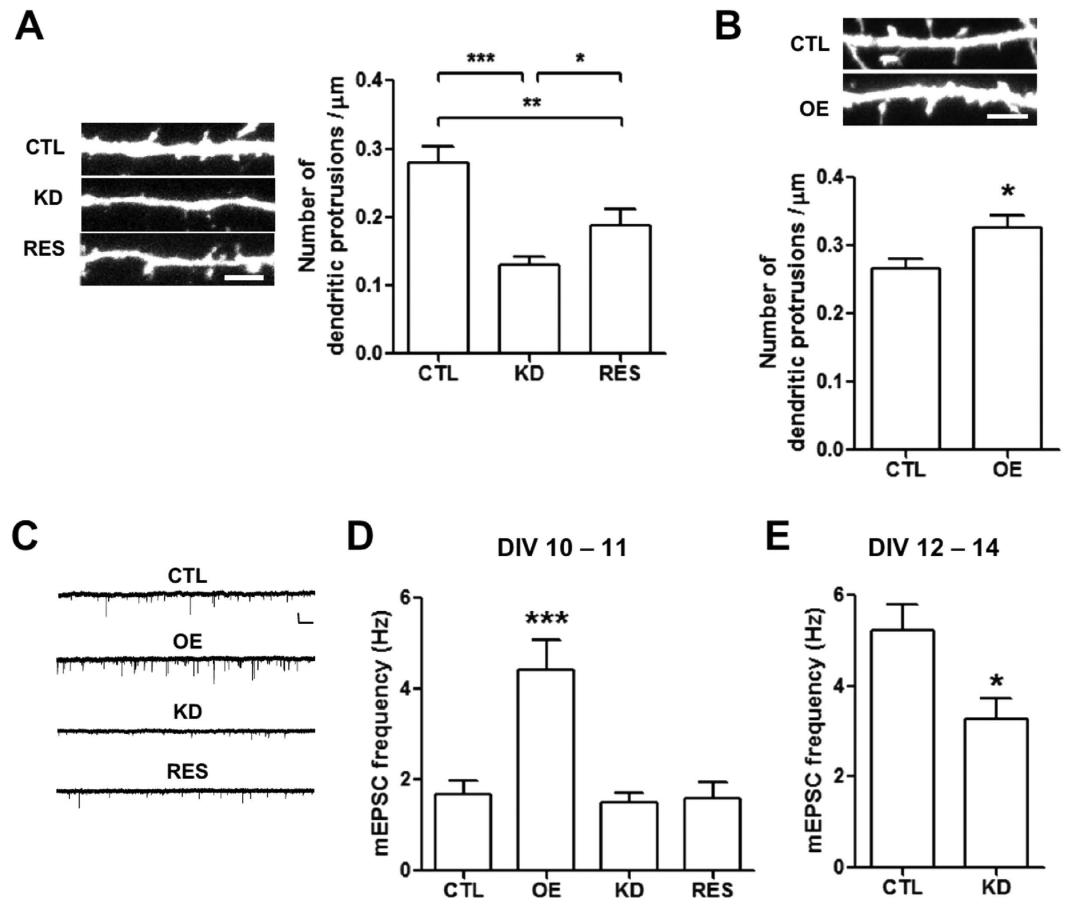 A
CTL
KD
RES
Number of
dendritic protrusions /μm
0.4
0.3
0.2
0.1
0.0
***
*
**
CTL KD RES
B
CTL
OE
Number of
dendritic protrusions /μm
0.4
0.3
0.2
0.1
0.0
*
CTL OE
C
CTL
OE
KD
RES
D
DIV 10 – 11
mEPSC frequency (Hz)
6
4
2
0
***
CTL OE KD RES
E
DIV 12 – 14
mEPSC frequency (Hz)
6
4
2
0
*
CTL KD